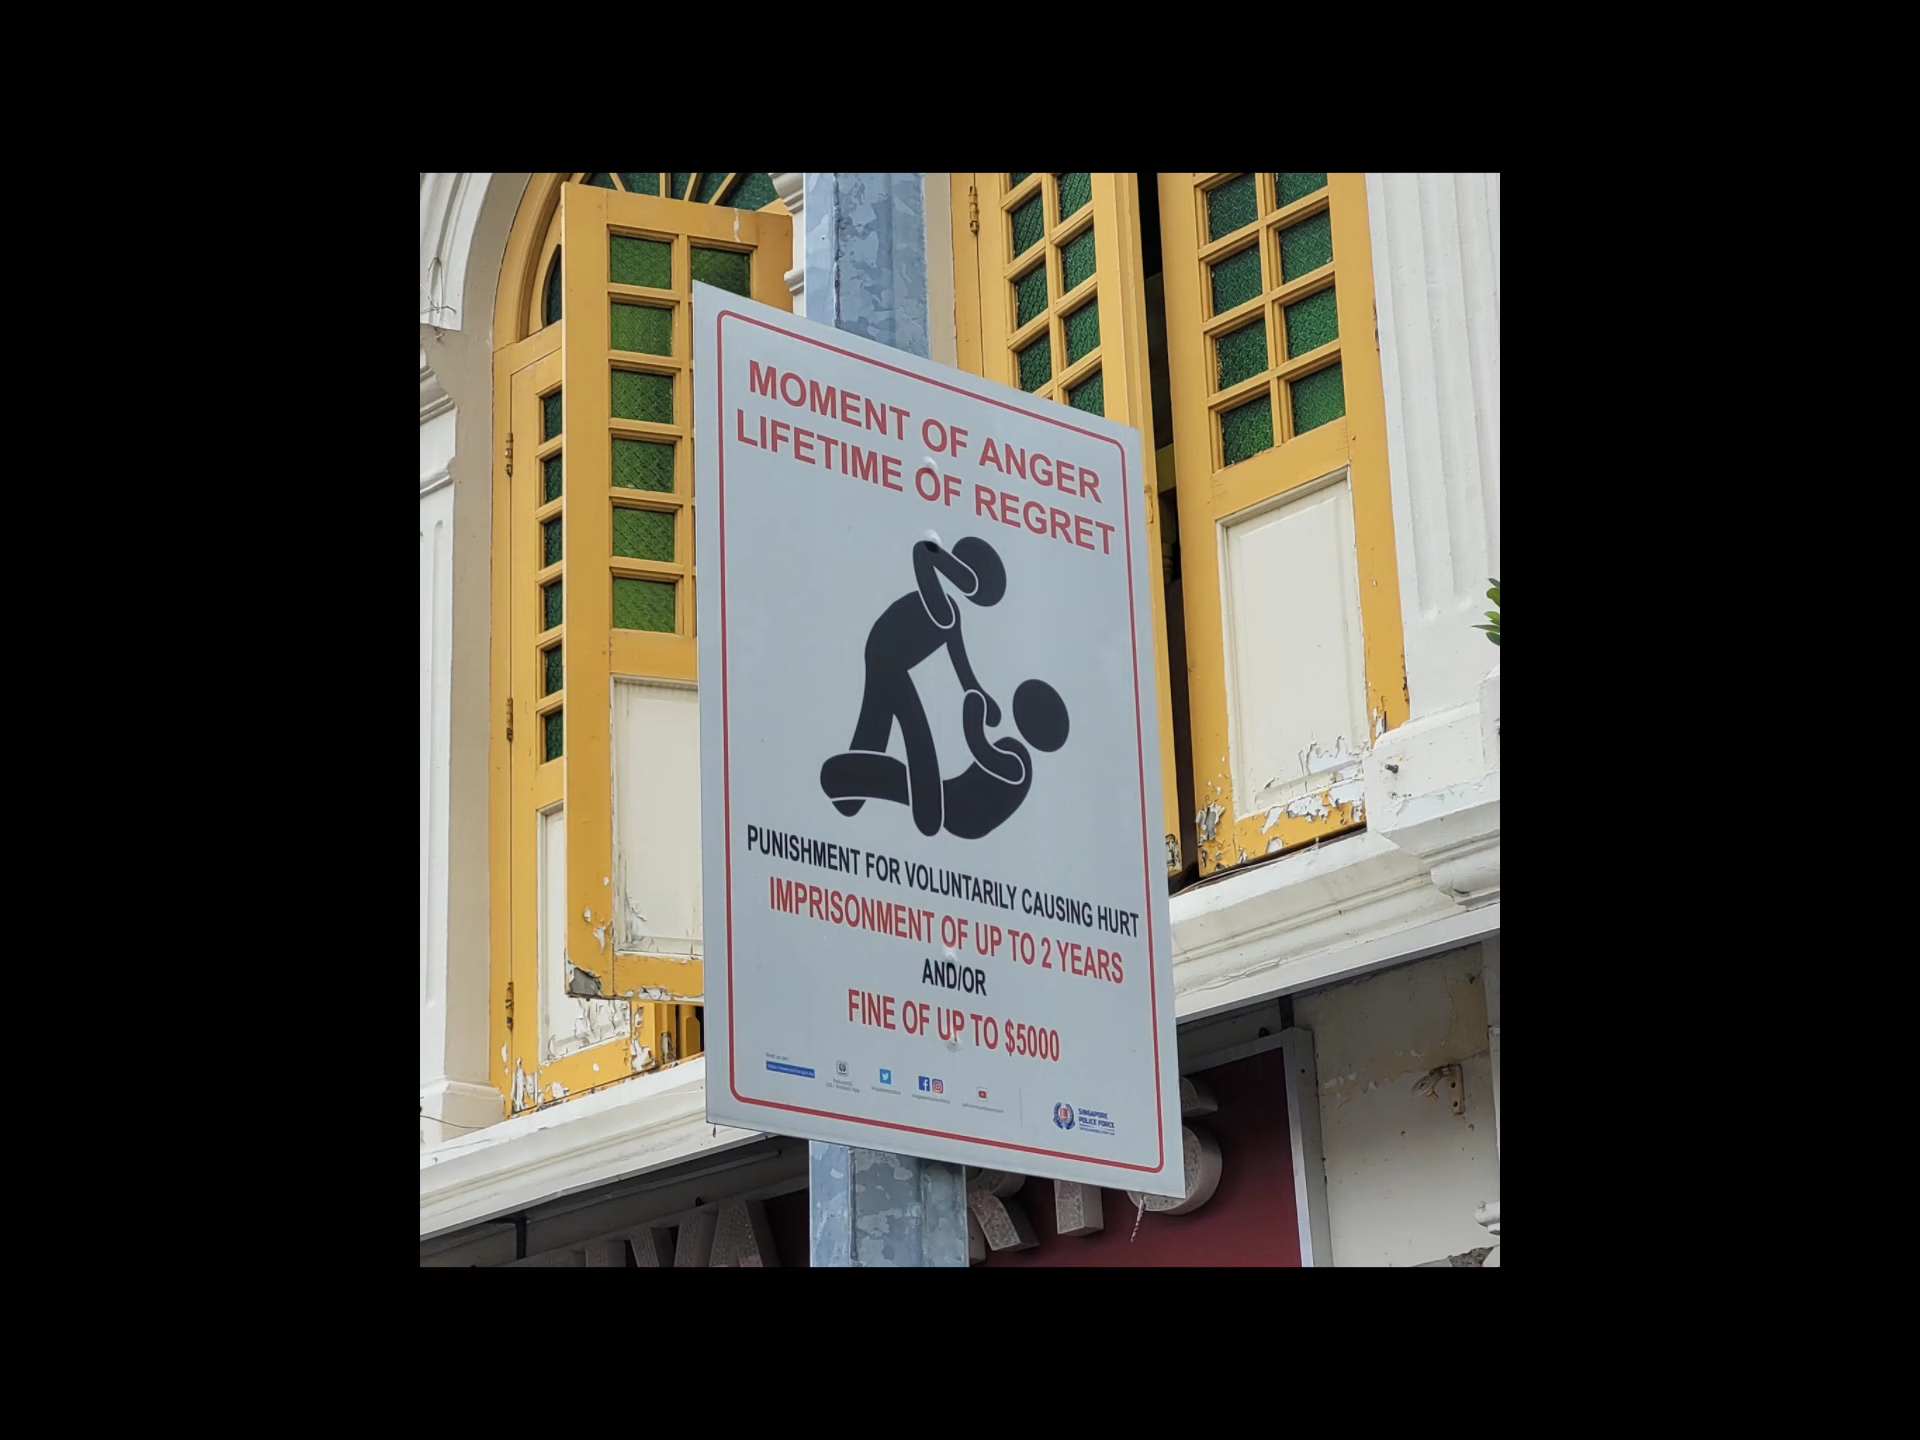 MOMENT OF ANGER
LIFETIME OF REGRET
PUNISHMENT FOR VOLUNTARILY CAUSING HURT
IMPRISONMENT OF UP TO 2 YEARS
AND/OR
FINE OF UP TO $5000
SINGAPORE
POLICE FORCE